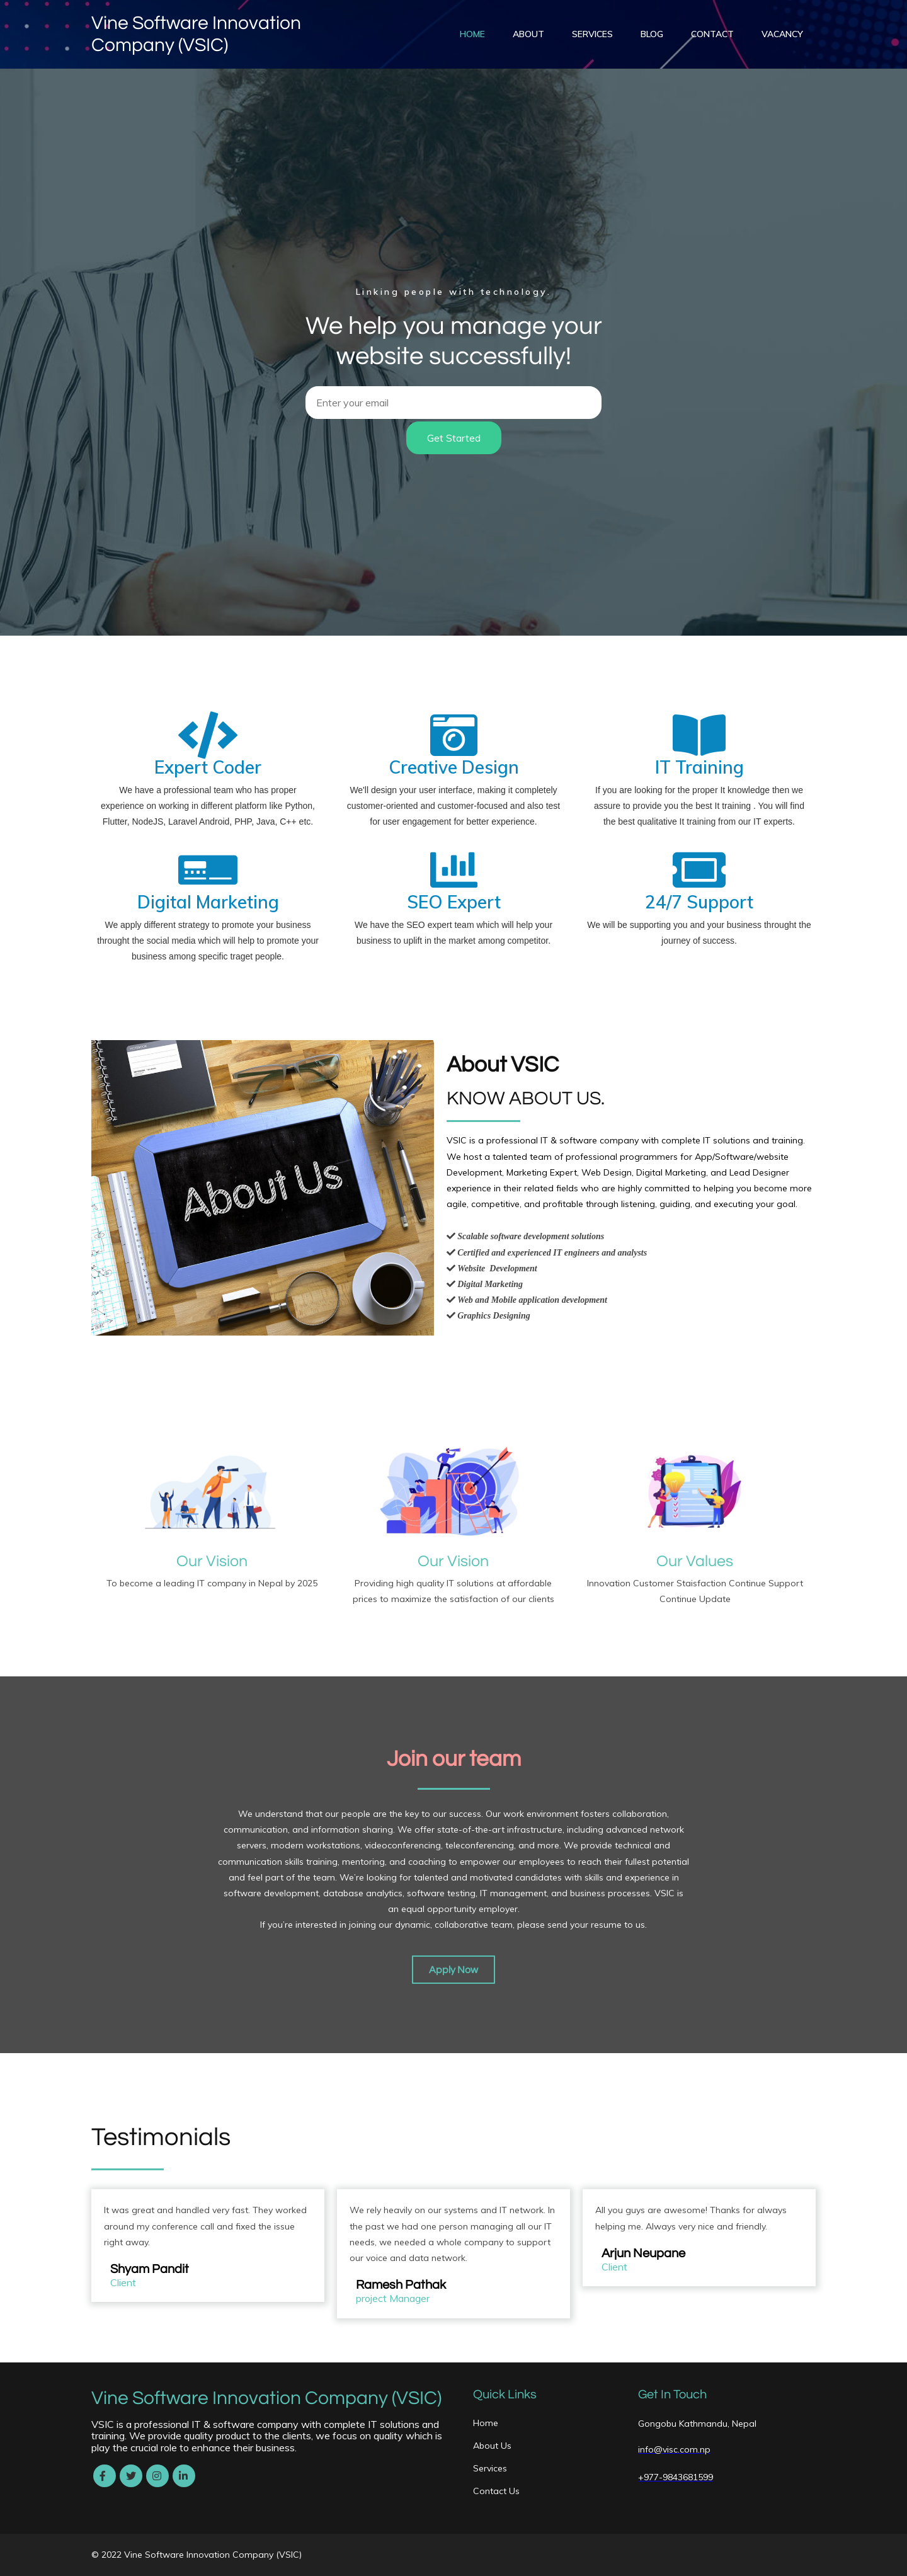 Vine Software Innovation
Company (VSIC)
HOME ABOUT SERVICES BLOG CONTACT VACANCY
Linking people with technology.
We help you manage your
website successfully!
Enter your email
Get Started
Expert Coder
We have a professional team who has proper
experience on working in different platform like Python,
Flutter, NodeJS, Laravel Android, PHP, Java, C++ etc.
Creative Design
We'll design your user interface, making it completely
customer-oriented and customer-focused and also test
for user engagement for better experience.
IT Training
If you are looking for the proper It knowledge then we
assure to provide you the best It training . You will find
the best qualitative It training from our IT experts.
Digital Marketing
We apply different strategy to promote your business
throught the social media which will help to promote your
business among specific traget people.
SEO Expert
We have the SEO expert team which will help your
business to uplift in the market among competitor.
24/7 Support
We will be supporting you and your business throught the
journey of success.
About Us
About VSIC
KNOW ABOUT US.
VSIC is a professional IT & software company with complete IT solutions and training.
We host a talented team of professional programmers for App/Software/website
Development, Marketing Expert, Web Design, Digital Marketing, and Lead Designer
experience in their related fields who are highly committed to helping you become more
agile, competitive, and profitable through listening, guiding, and executing your goal.
Scalable software development solutions
Certified and experienced IT engineers and analysts
Website Development
Digital Marketing
Web and Mobile application development
Graphics Designing
Our Vision
To become a leading IT company in Nepal by 2025
Our Vision
Providing high quality IT solutions at affordable
prices to maximize the satisfaction of our clients
Our Values
Innovation Customer Staisfaction Continue Support
Continue Update
Join our team
We understand that our people are the key to our success. Our work environment fosters collaboration,
communication, and information sharing. We offer state-of-the-art infrastructure, including advanced network
servers, modern workstations, videoconferencing, teleconferencing, and more. We provide technical and
communication skills training, mentoring, and coaching to empower our employees to reach their fullest potential
and feel part of the team. We're looking for talented and motivated candidates with skills and experience in
software development, database analytics, software testing, IT management, and business processes. VSIC is
an equal opportunity employer.
If you're interested in joining our dynamic, collaborative team, please send your resume to us.
Apply Now
Testimonials
It was great and handled very fast. They worked
around my conference call and fixed the issue
right away.
Shyam Pandit
Client
We rely heavily on our systems and IT network. In
the past we had one person managing all our IT
needs, we needed a whole company to support
our voice and data network.
Ramesh Pathak
project Manager
All you guys are awesome! Thanks for always
helping me. Always very nice and friendly.
Arjun Neupane
Client
Vine Software Innovation Company (VSIC)
VSIC is a professional IT & software company with complete IT solutions and
training. We provide quality product to the clients, we focus on quality which is
play the crucial role to enhance their business.
Quick Links
Home
About Us
Services
Contact Us
Get In Touch
Gongobu Kathmandu, Nepal
info@visc.com.np
+977-9843681599
© 2022 Vine Software Innovation Company (VSIC)